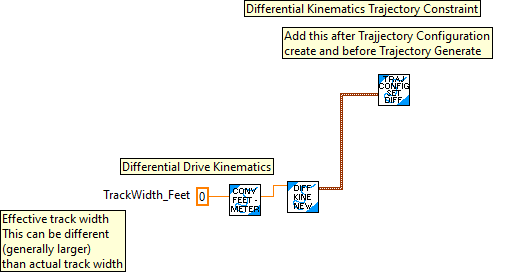 Differential Kinematics Trajectory Constraint
Add this after Trajjectory Configuration
create and before Trajectory Generate
TRAJ
CONFIG
SET
DIFF
Differential Drive Kinematics
TrackWidth_Feet
0
CONV
FEET -
METER
DIFF
KINE
NEW
Effective track width
This can be different
(generally larger)
than actual track width